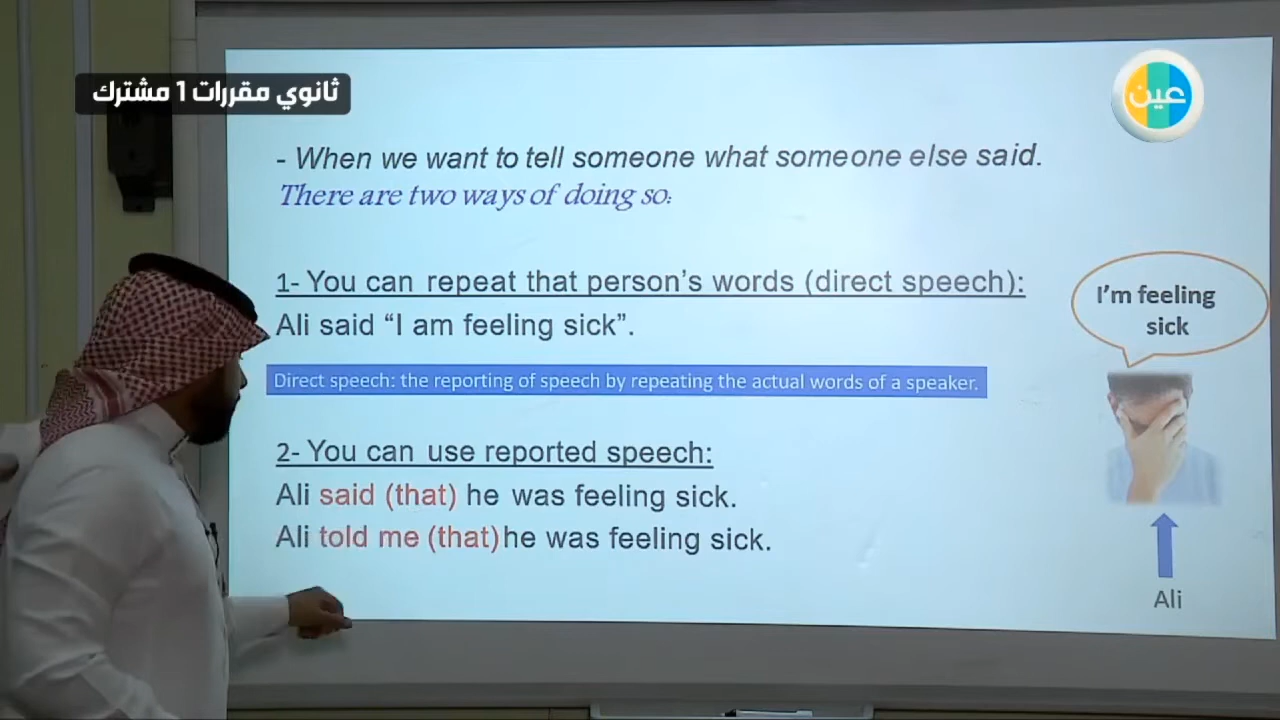 ثانوي مقررات 1 مشترك
عين
- When we want to tell someone what someone else said.
There are two ways of doing so:
1- You can repeat that person's words (direct speech):
Ali said “I am feeling sick”.
Direct speech: the reporting of speech by repeating the actual words of a speaker.
2- You can use reported speech:
Ali said (that) he was feeling sick.
Ali told me (that) he was feeling sick.
I'm feeling
sick
Ali